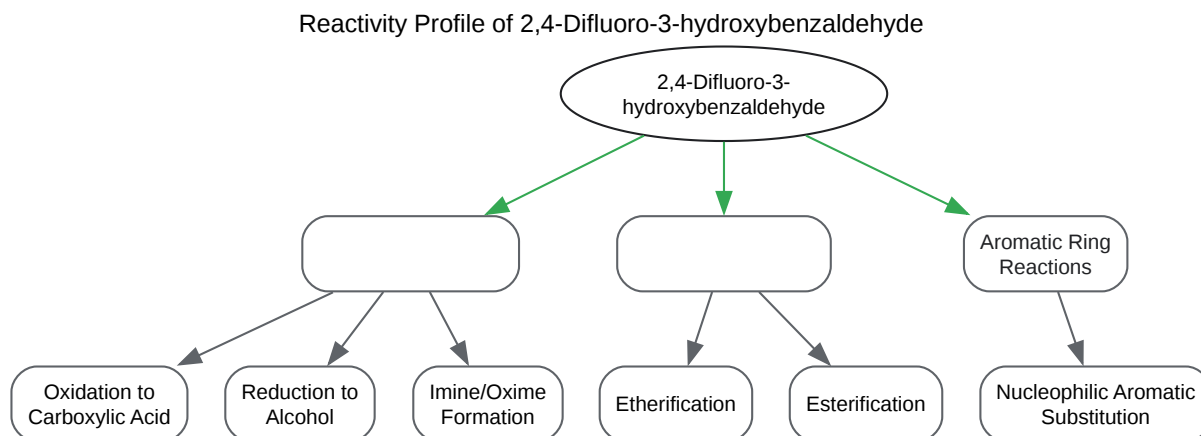 Reactivity Profile of 2,4-Difluoro-3-hydroxybenzaldehyde
2,4-Difluoro-3-
hydroxybenzaldehyde
Aromatic Ring
Reactions
Oxidation to
Carboxylic Acid
Reduction to
Alcohol
Imine/Oxime
Formation
Etherification
Esterification
Nucleophilic Aromatic
Substitution